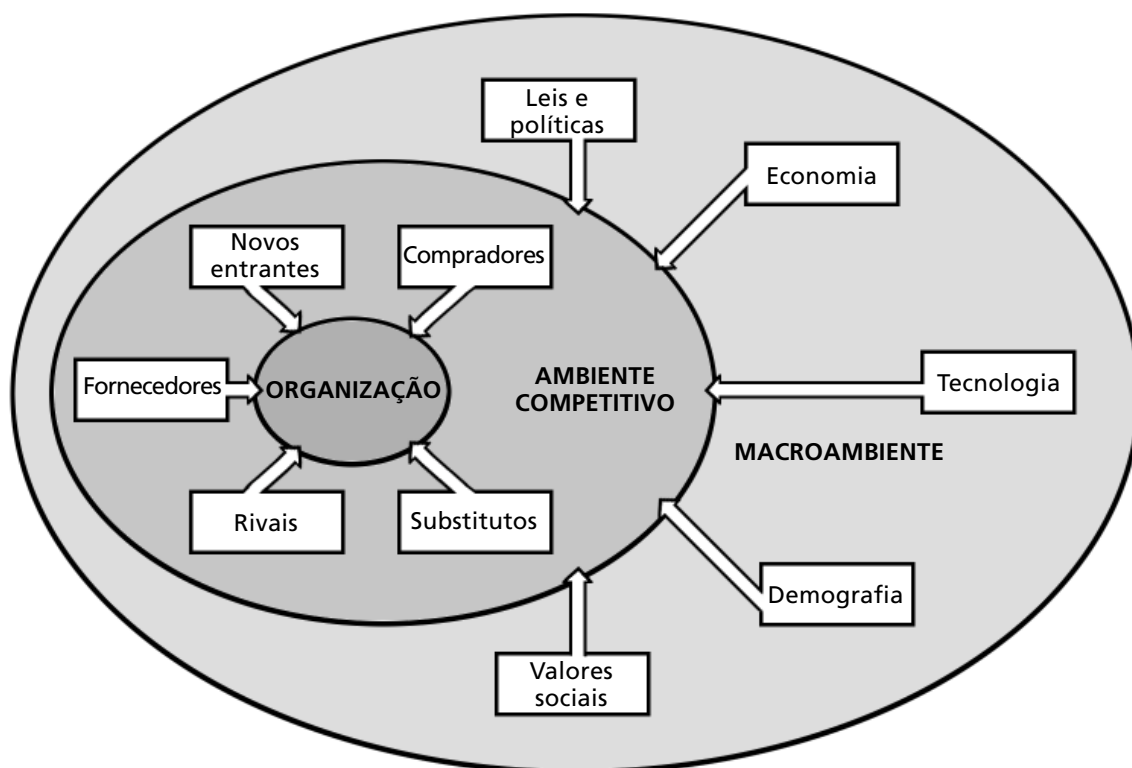 Leis e
políticas
Economia
Novos
entrantes
Compradores
Fornecedores
ORGANIZAÇÃO
AMBIENTE
COMPETITIVO
Tecnologia
MACROAMBIENTE
Rivais
Substitutos
Demografia
Valores
sociais